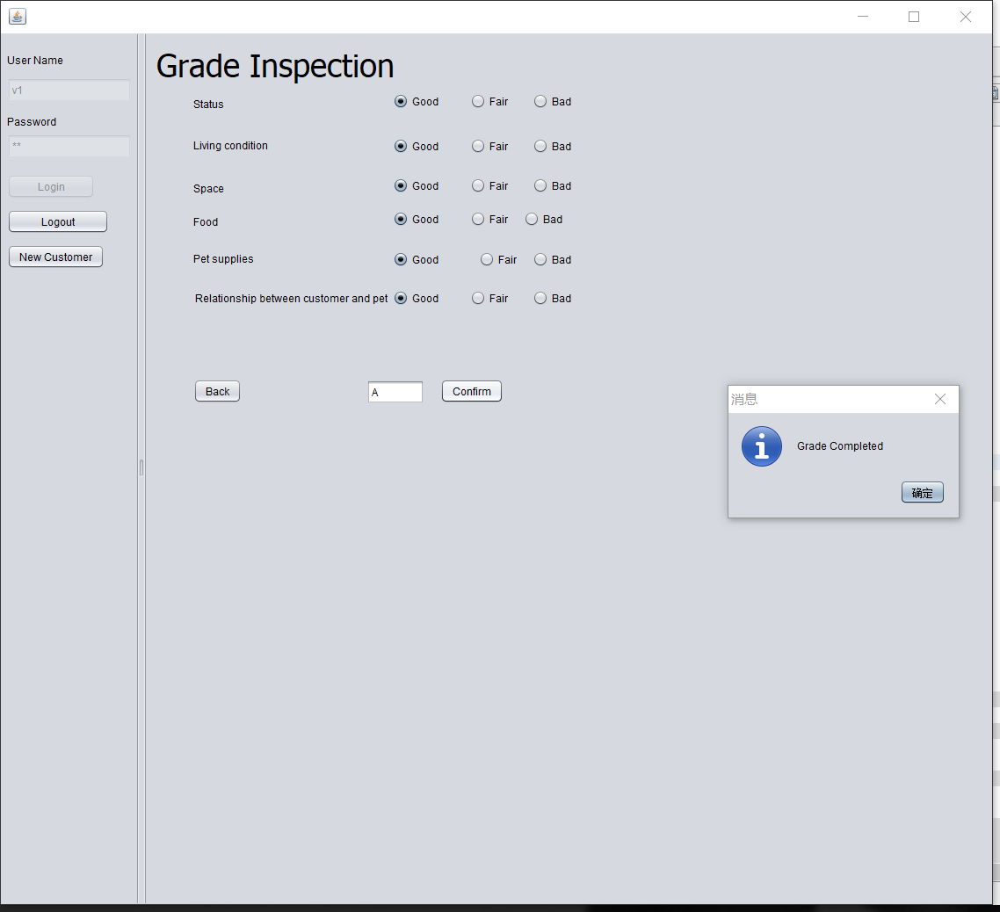 User Name
v1
Password
**
Login
Logout
New Customer
Grade Inspection
Status Good Fair Bad
Living condition Good Fair Bad
Space Good Fair Bad
Food Good Fair Bad
Pet supplies Good Fair Bad
Relationship between customer and pet Good Fair Bad
Back A Confirm
消息
Grade Completed
确定